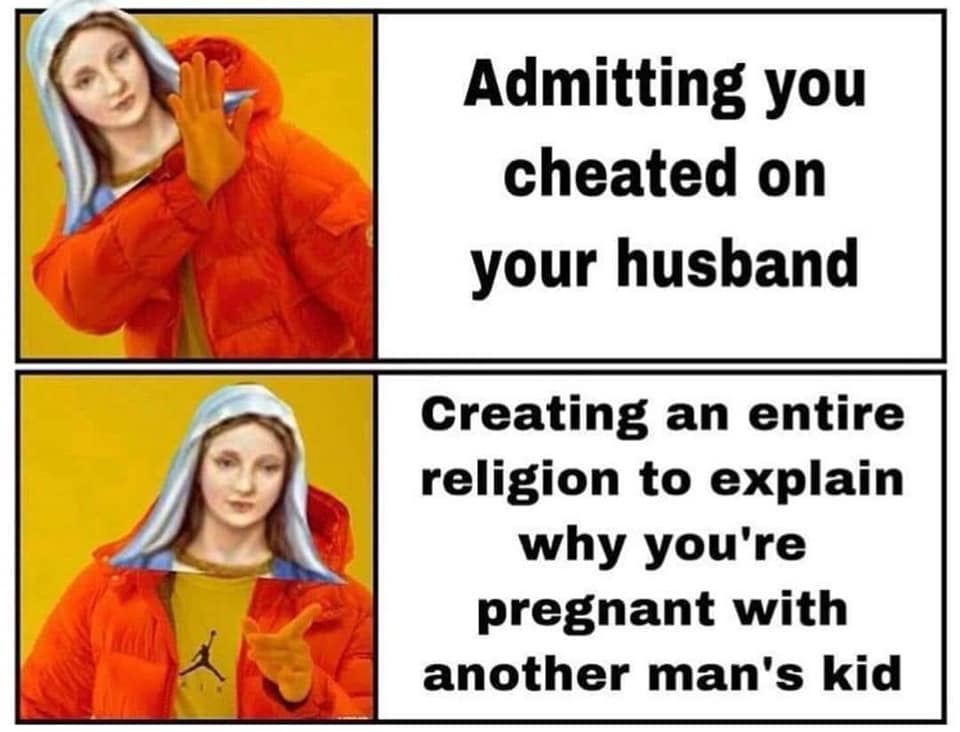 Admitting you
cheated on
your husband
Creating an entire
religion to explain
why you're
pregnant with
another man's kid